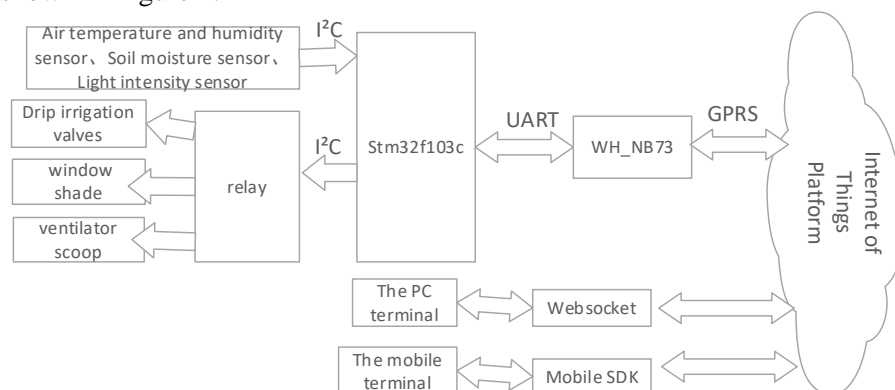 Air temperature and humidity
sensor、Soil moisture sensor、
Light intensity sensor
I²C
Drip irrigation
valves
window
shade
ventilator
scoop
relay
I²C
Stm32f103c
UART
WH_NB73
GPRS
Internet of
Things
Platform
The PC
terminal
Websocket
The mobile
terminal
Mobile SDK